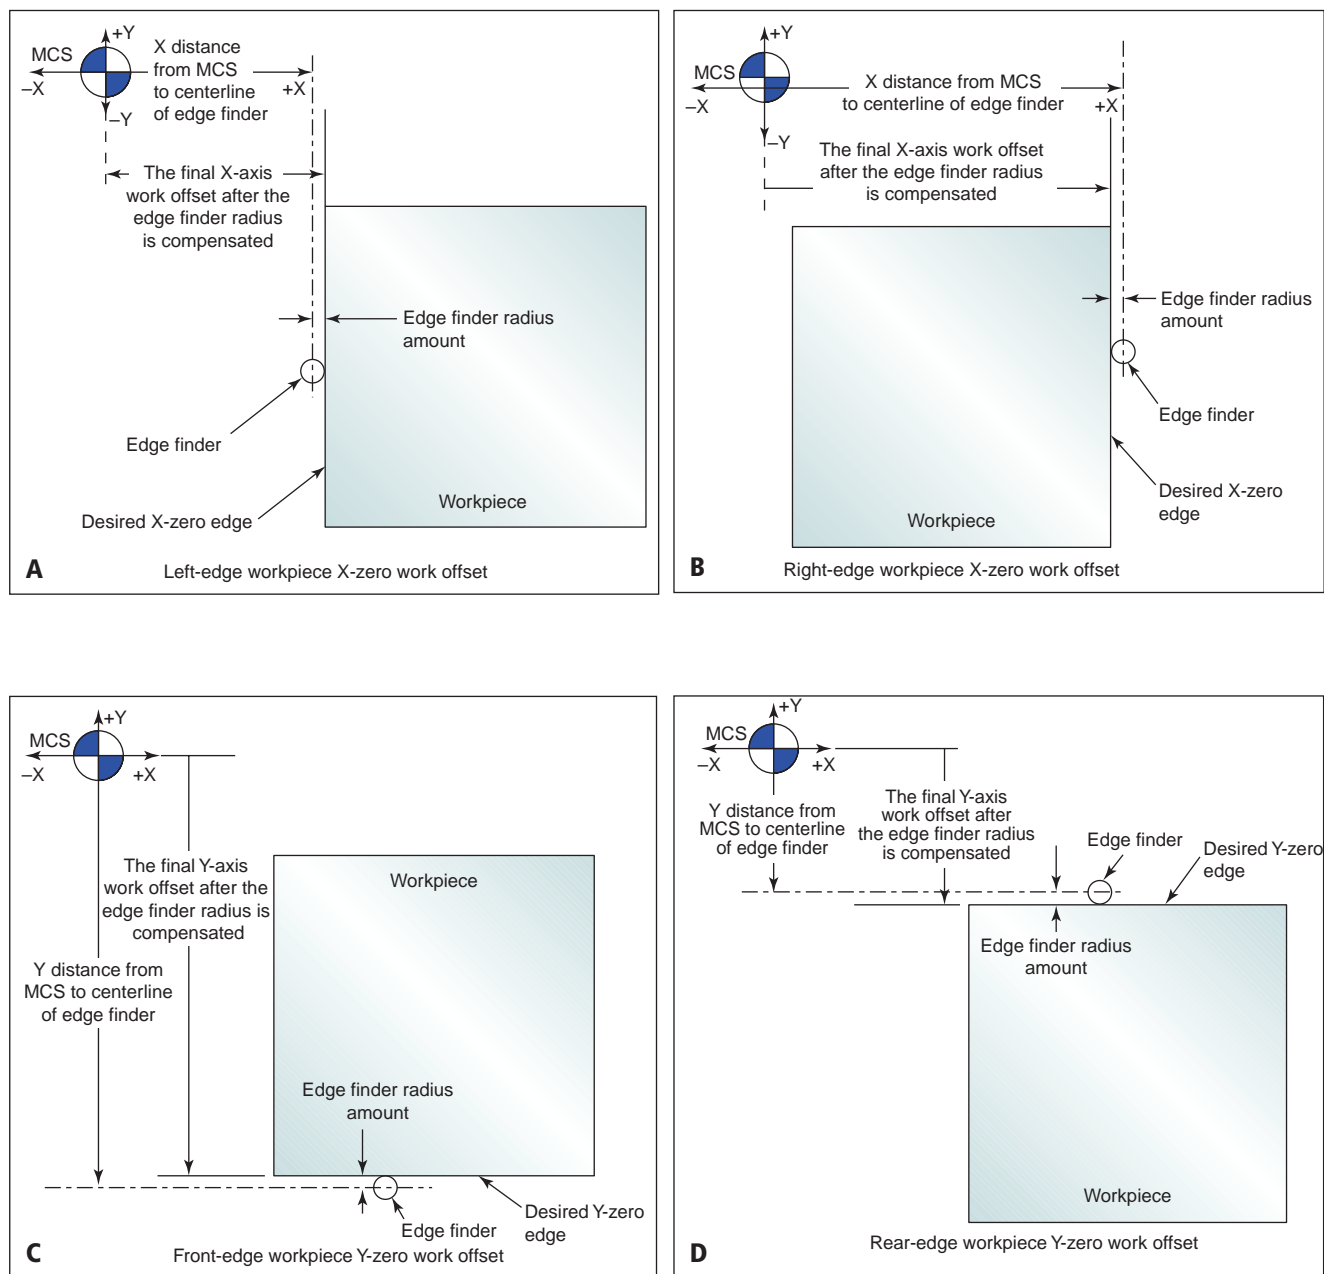 +Y
MCS
–X
–Y
+X
X distance
from MCS
to centerline
of edge finder
The final X-axis
work offset after the
edge finder radius
is compensated
Edge finder radius
amount
Edge finder
Desired X-zero edge
Workpiece
A
Left-edge workpiece X-zero work offset
+Y
MCS
–X
–Y
+X
X distance from MCS
to centerline of edge finder
The final X-axis work offset
after the edge finder radius
is compensated
Edge finder radius
amount
Edge finder
Desired X-zero
edge
Workpiece
B
Right-edge workpiece X-zero work offset
+Y
MCS
–X
+X
Workpiece
The final Y-axis
work offset after the
edge finder radius is
compensated
Y distance from
MCS to centerline
of edge finder
Edge finder radius
amount
Desired Y-zero
edge
Edge finder
C
Front-edge workpiece Y-zero work offset
+Y
MCS
–X
+X
Y distance from
MCS to centerline
of edge finder
The final Y-axis
work offset after
the edge finder radius
is compensated
Edge finder
Desired Y-zero
edge
Edge finder radius
amount
Workpiece
D
Rear-edge workpiece Y-zero work offset